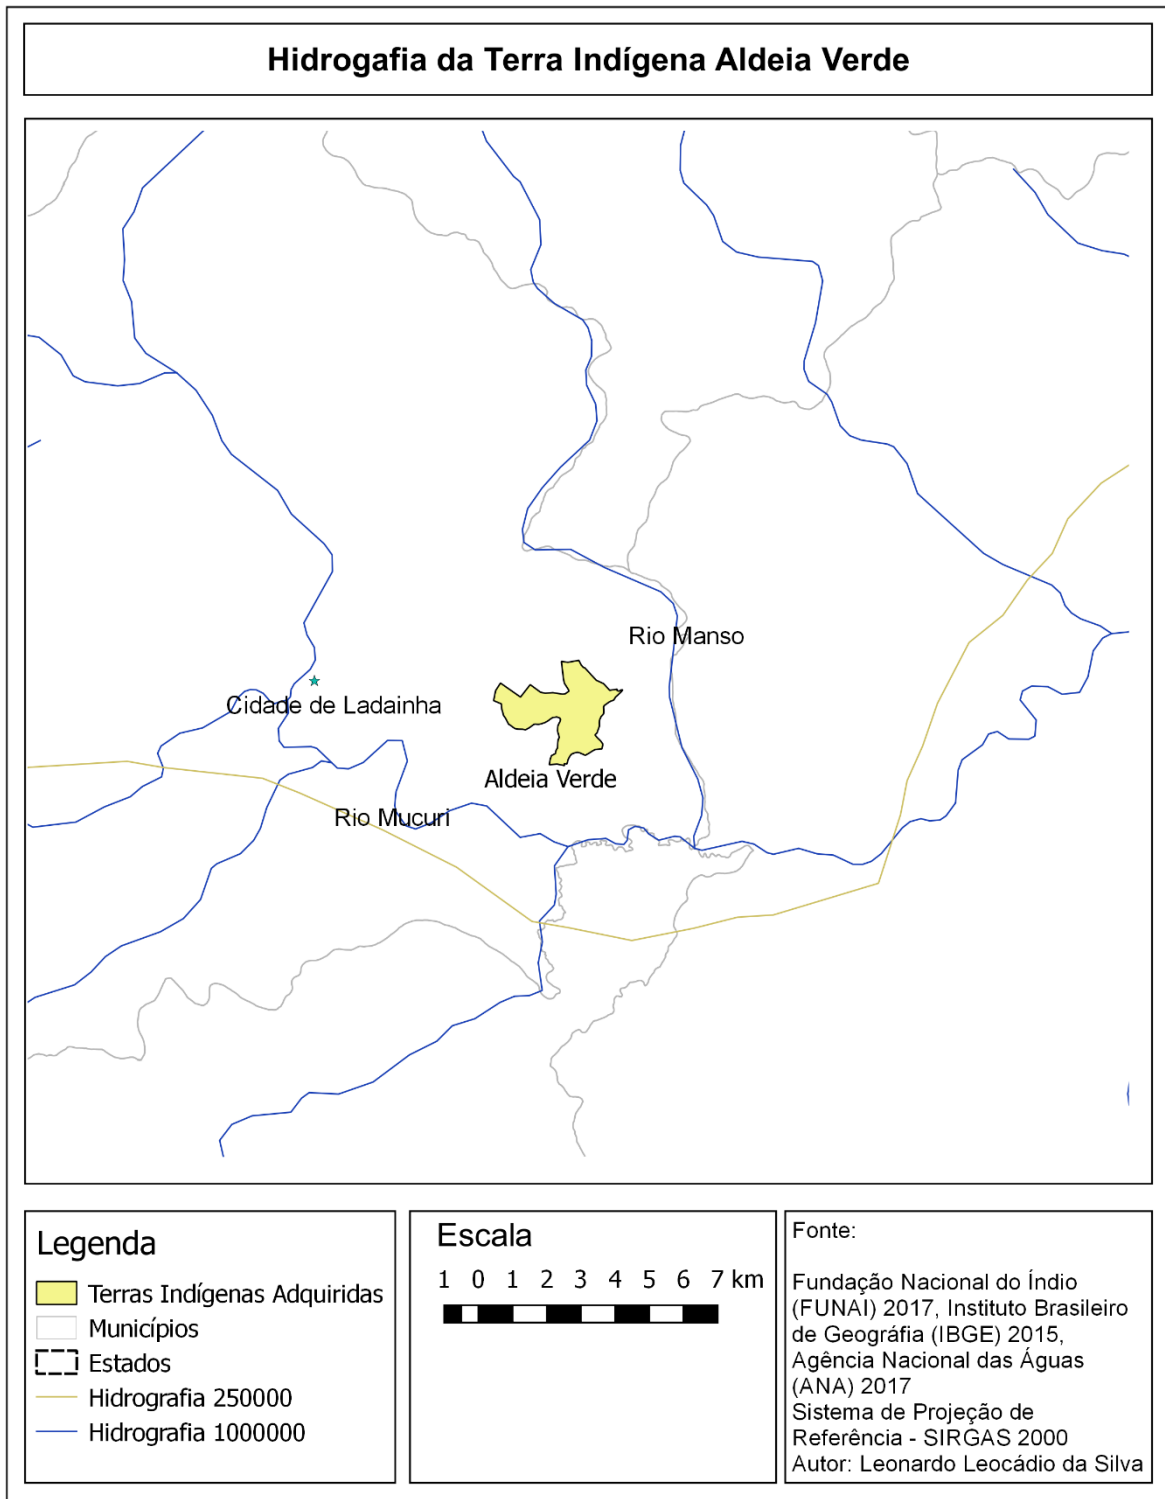 Hidrogafia da Terra Indígena Aldeia Verde
Rio Manso
Cidade de Ladainha
Aldeia Verde
Rio Mucuri
Legenda
Terras Indígenas Adquiridas
Municípios
Estados
Hidrografia 250000
Hidrografia 1000000
Escala
1 0 1 2 3 4 5 6 7 km
Fonte:
Fundação Nacional do Índio
(FUNAI) 2017, Instituto Brasileiro
de Geográfia (IBGE) 2015,
Agência Nacional das Águas
(ANA) 2017
Sistema de Projeção de
Referência - SIRGAS 2000
Autor: Leonardo Leocádio da Silva